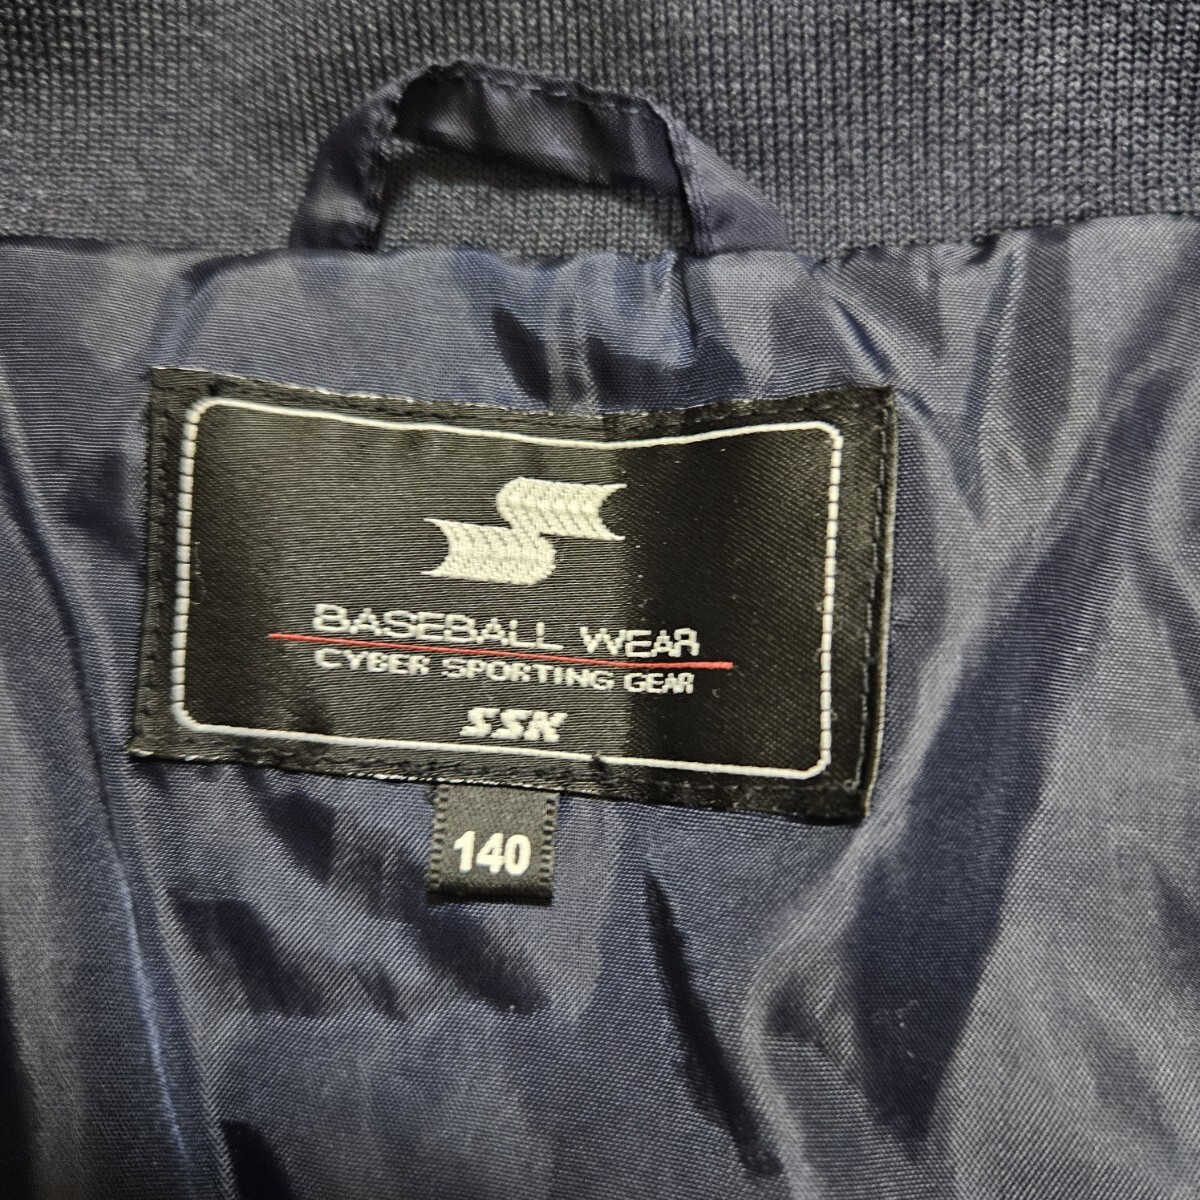 BASEBALL WEAR
CYBER SPORTING GEAR
SSK
140